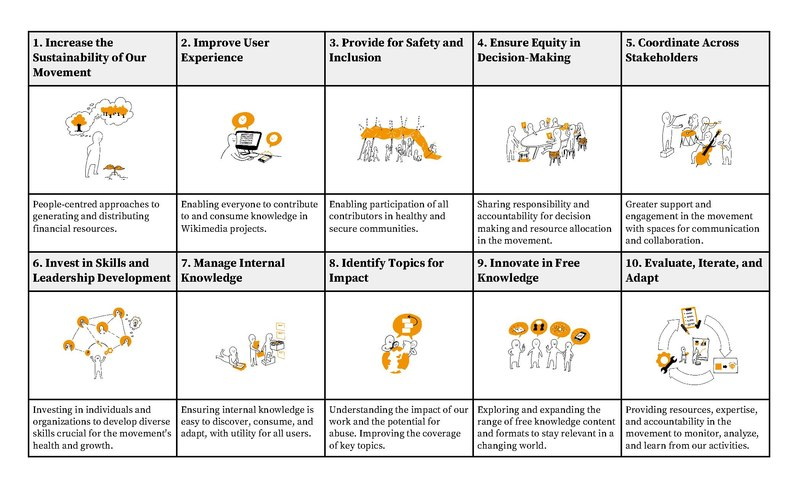 1. Increase the
Sustainability of Our
Movement
2. Improve User
Experience
3. Provide for Safety and
Inclusion
4. Ensure Equity in
Decision-Making
5. Coordinate Across
Stakeholders
People-centred approaches to
generating and distributing
financial resources.
Enabling everyone to contribute
to and consume knowledge in
Wikimedia projects.
Enabling participation of all
contributors in healthy and
secure communities.
Sharing responsibility and
accountability for decision
making and resource allocation
in the movement.
Greater support and
engagement in the movement
with spaces for communication
and collaboration.
6. Invest in Skills and
Leadership Development
7. Manage Internal
Knowledge
8. Identify Topics for
Impact
9. Innovate in Free
Knowledge
10. Evaluate, Iterate, and
Adapt
Investing in individuals and
organizations to develop diverse
skills crucial for the movement's
health and growth.
Ensuring internal knowledge is
easy to discover, consume, and
adapt, with utility for all users.
Understanding the impact of our
work and the potential for
abuse. Improving the coverage
of key topics.
Exploring and expanding the
range of free knowledge content
and formats to stay relevant in a
changing world.
Providing resources, expertise,
and accountability in the
movement to monitor, analyze,
and learn from our activities.